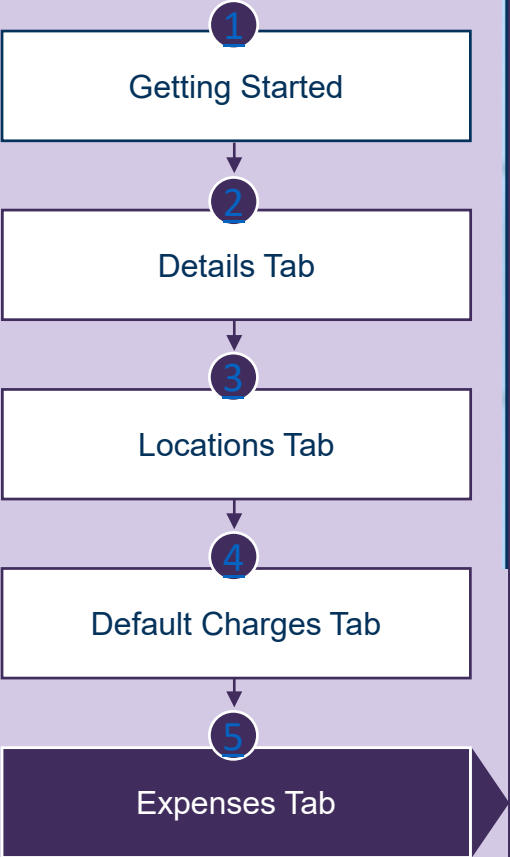 1
Getting Started
2
Details Tab
3
Locations Tab
4
Default Charges Tab
5
Expenses Tab